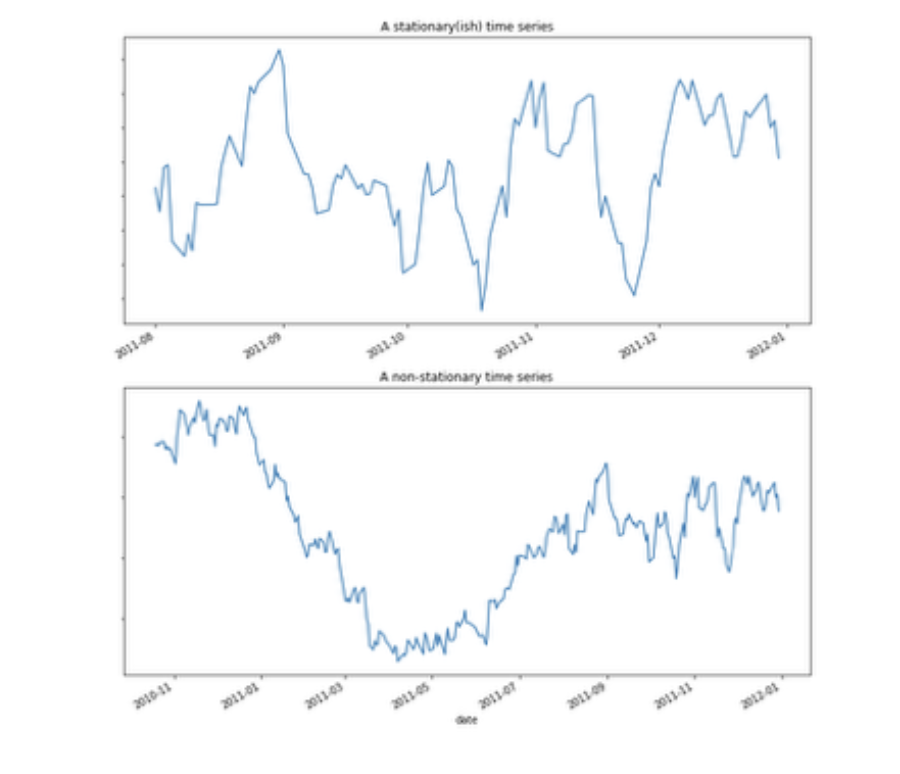 A stationary(ish) time series
2011-08 2011-09 2011-10 2011-11 2011-12 2012-01
A non-stationary time series
2010-11 2011-01 2011-03 2011-05 2011-07 2011-09 2011-11 2012-01
date